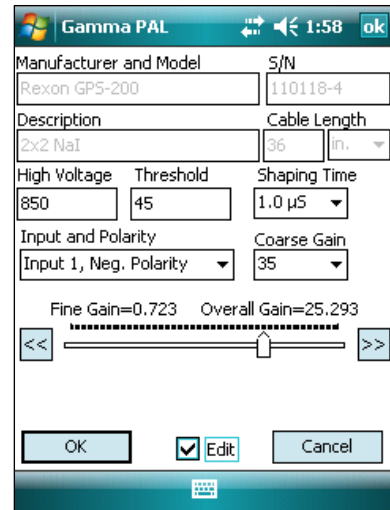 Gamma PAL 1:58 ok
Manufacturer and Model S/N
Rexon GPS-200 110118-4
Description Cable Length
2x2 NaI 36 in.
High Voltage Threshold Shaping Time
850 45 1.0 µS
Input and Polarity Coarse Gain
Input 1, Neg. Polarity 35
Fine Gain=0.723 Overall Gain=25.293
<< >>
OK Edit Cancel